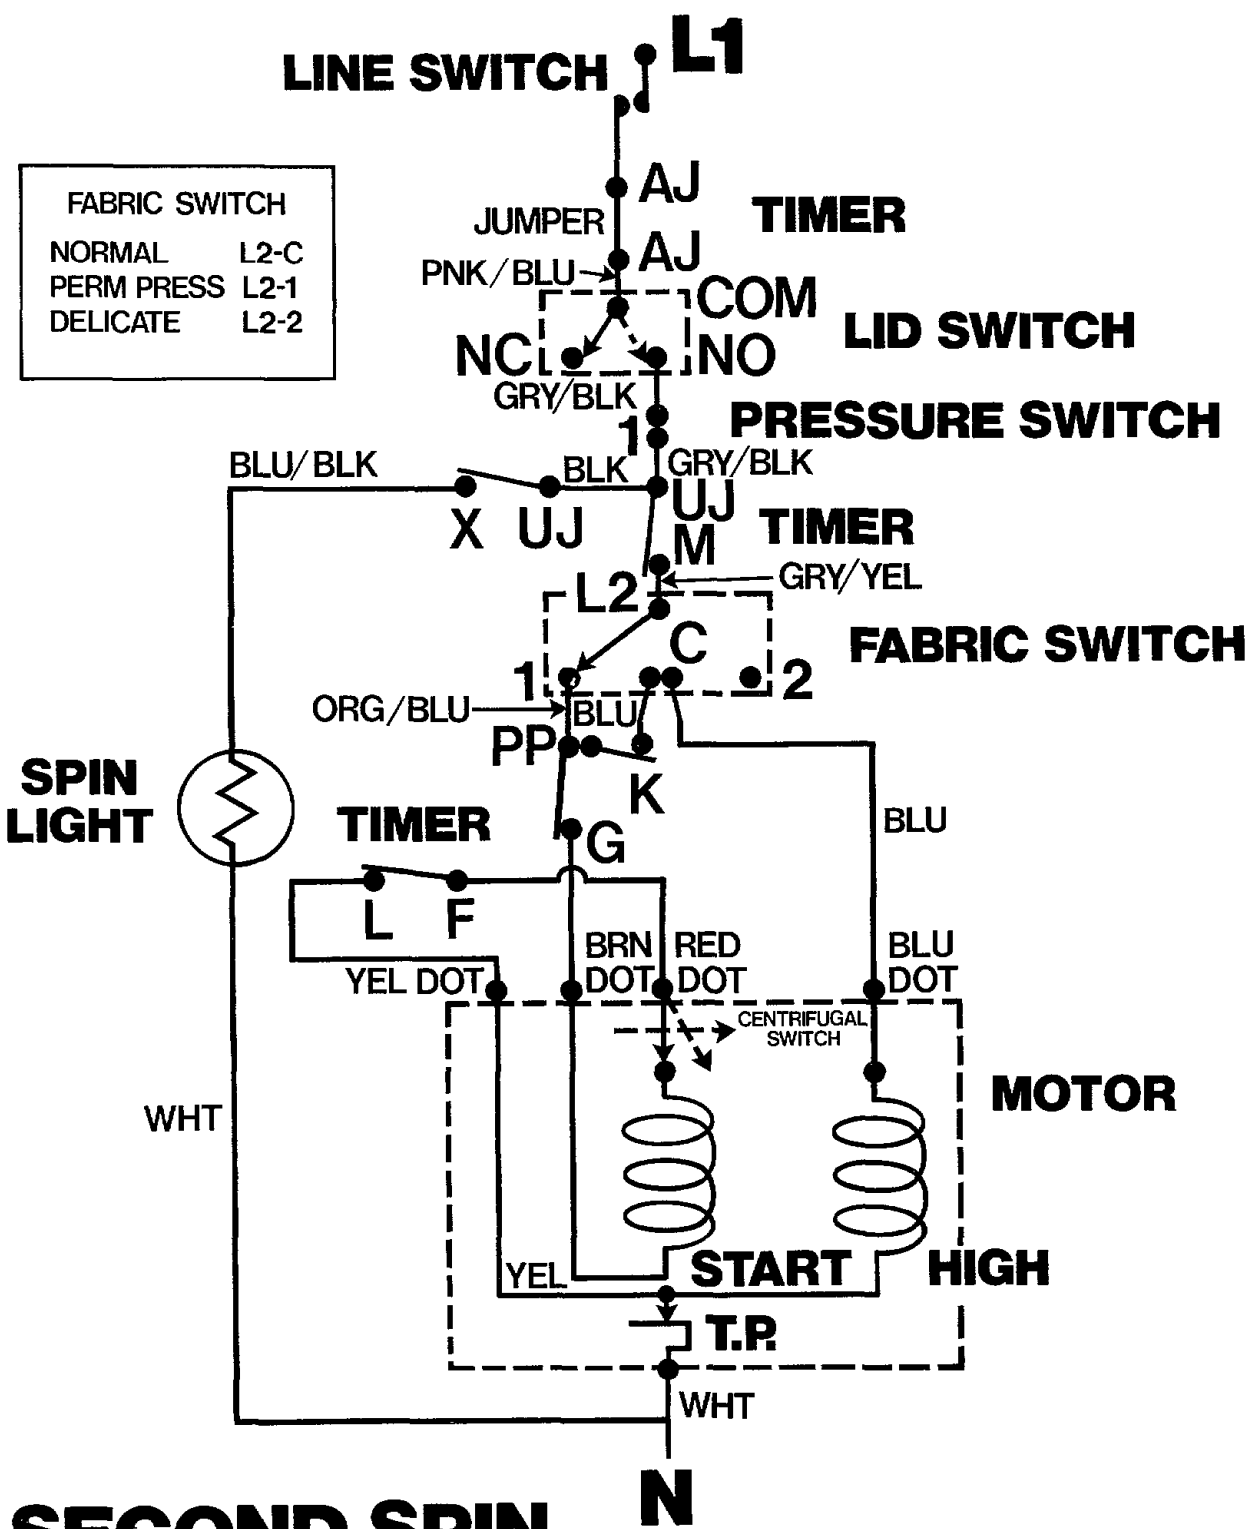 L1
LINE SWITCH
AJ
FABRIC SWITCH
NORMAL L2-C
PERM PRESS L2-1
DELICATE L2-2
JUMPER
TIMER
AJ
PNK/BLU
COM
LID SWITCH
NC
NO
GRY/BLK
PRESSURE SWITCH
1
BLU/BLK
BLK
GRY/BLK
X
UJ
UJ
TIMER
M
GRY/YEL
L2
C
FABRIC SWITCH
1
2
ORG/BLU
BLU
PP
K
SPIN
LIGHT
TIMER
G
BLU
L
F
BRN
DOT
RED
DOT
BLU
DOT
YEL DOT
CENTRIFUGAL
SWITCH
MOTOR
WHT
START
HIGH
YEL
T.P.
WHT
N
SECOND SPIN